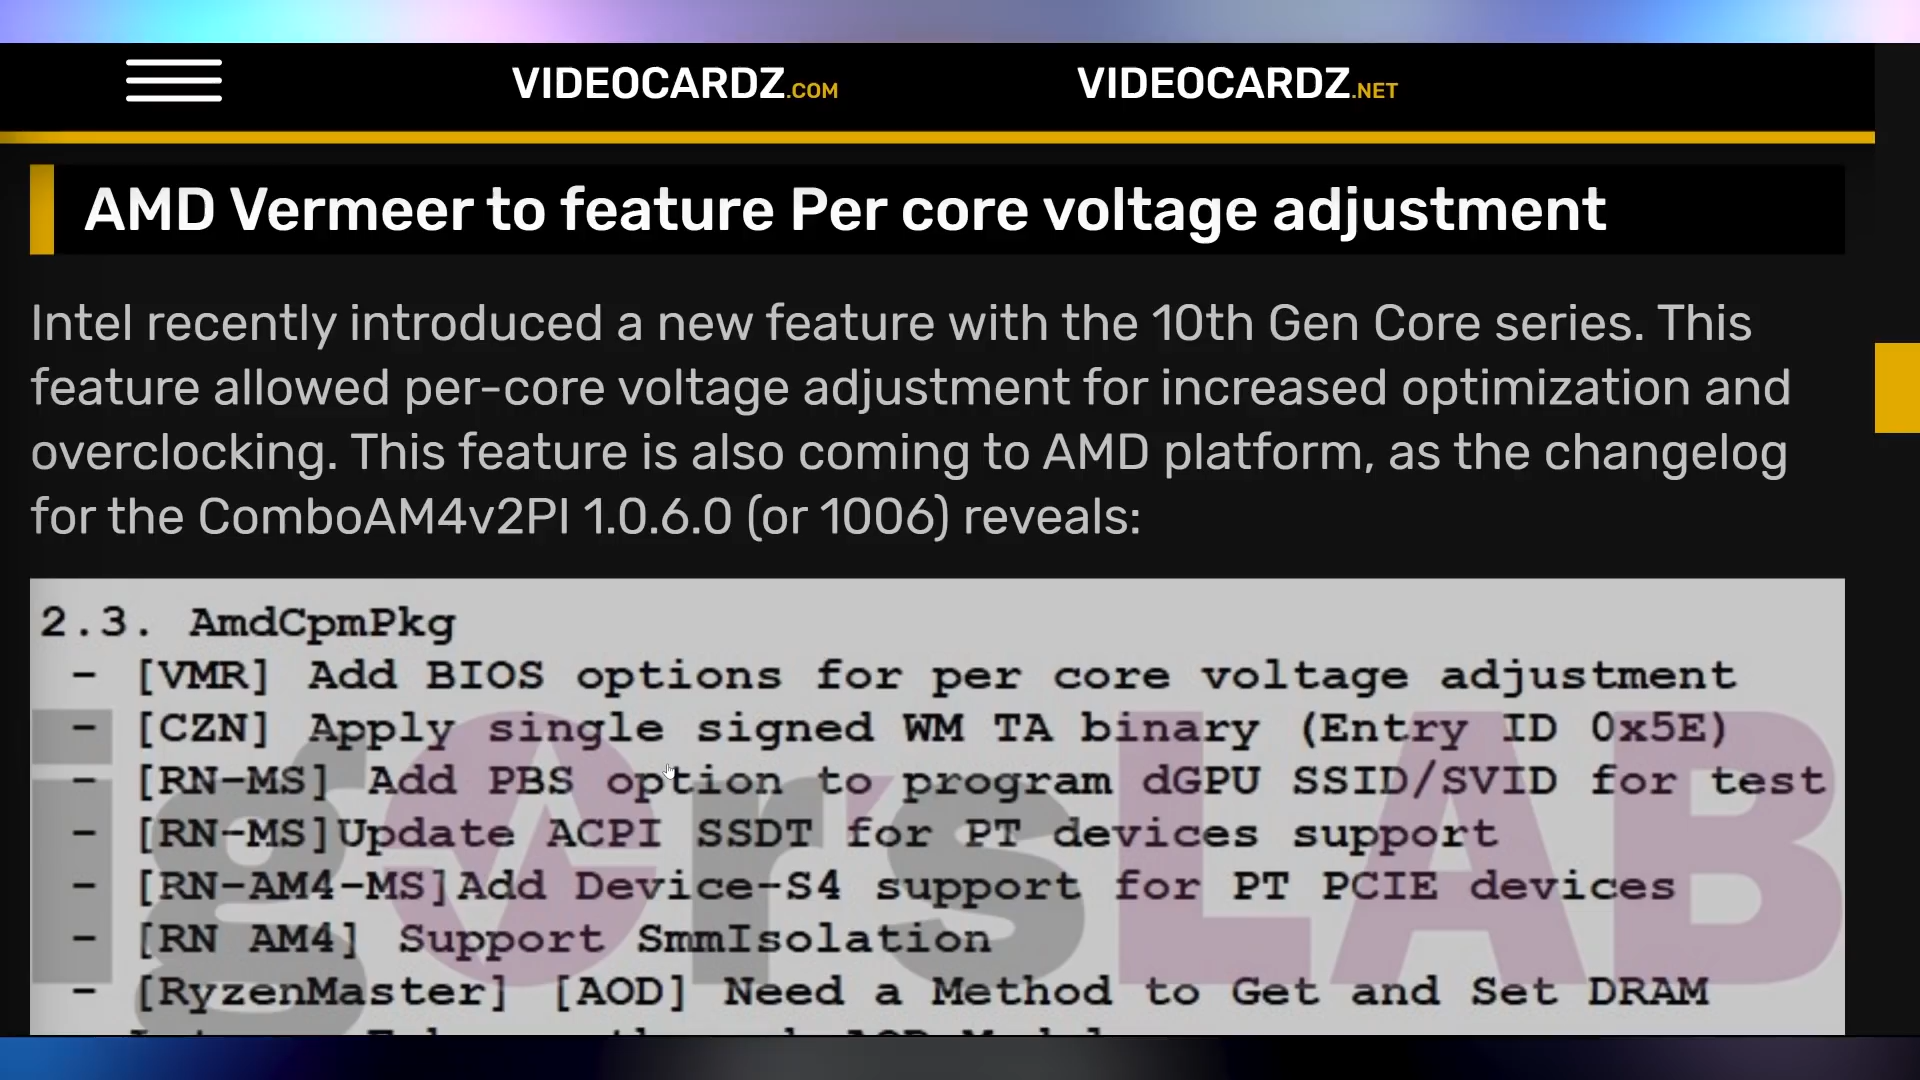 VIDEOCARDZ.COM VIDEOCARDZ.NET
AMD Vermeer to feature Per core voltage adjustment
Intel recently introduced a new feature with the 10th Gen Core series. This
feature allowed per-core voltage adjustment for increased optimization and
overclocking. This feature is also coming to AMD platform, as the changelog
for the ComboAM4v2PI 1.0.6.0 (or 1006) reveals:
2.3. AmdCpmPkg
- [VMR] Add BIOS options for per core voltage adjustment
- [CZN] Apply single signed WM TA binary (Entry ID 0x5E)
- [RN-MS] Add PBS option to program dGPU SSID/SVID for test
- [RN-MS]Update ACPI SSDT for PT devices support
- [RN-AM4-MS]Add Device-S4 support for PT PCIE devices
- [RN AM4] Support SmmIsolation
- [RyzenMaster] [AOD] Need a Method to Get and Set DRAM
igor'sLAB